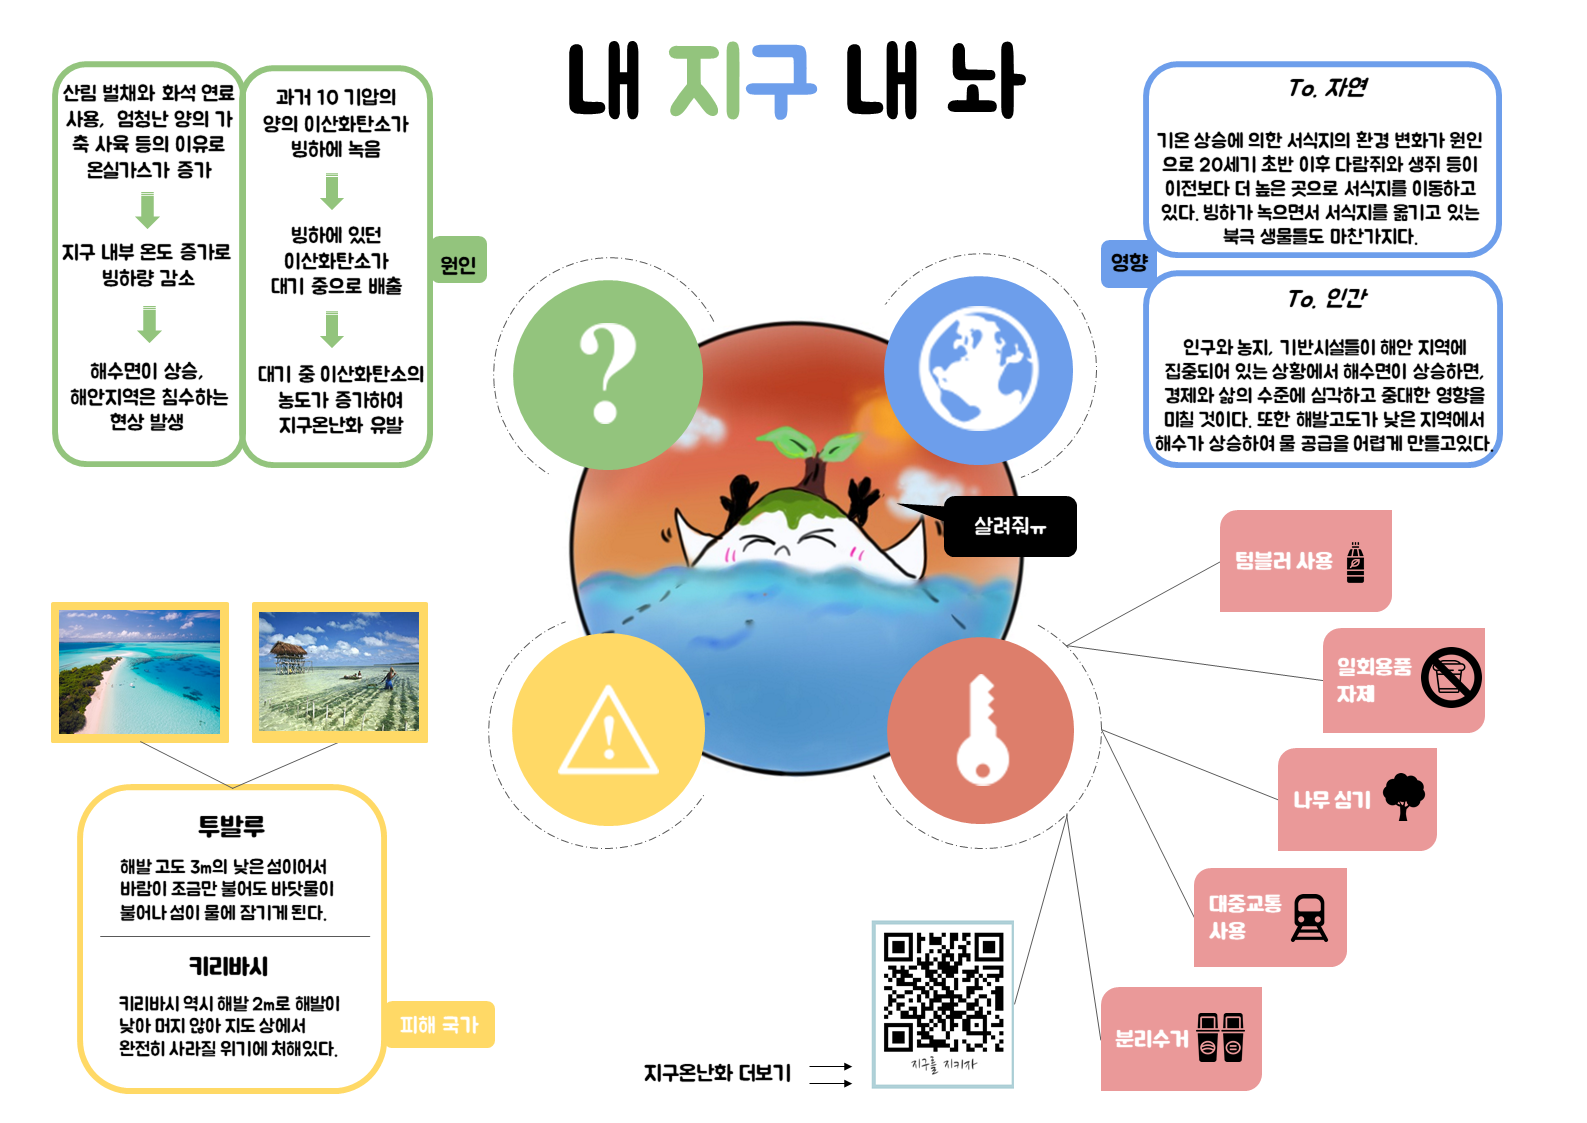 내 지구 내 놔
산림 벌채와 화석 연료
사용, 엄청난 양의 가
축 사육 등의 이유로
온실가스가 증가
지구 내부 온도 증가로
빙하량 감소
해수면이 상승,
해안지역은 침수하는
현상 발생
과거 10 기압의
양의 이산화탄소가
빙하에 녹음
빙하에 있던
이산화탄소가
대기 중으로 배출
대기 중 이산화탄소의
농도가 증가하여
지구온난화 유발
원인
To. 자연
기온 상승에 의한 서식지의 환경 변화가 원인
으로 20세기 초반 이후 다람쥐와 생쥐 등이
이전보다 더 높은 곳으로 서식지를 이동하고
있다. 빙하가 녹으면서 서식지를 옮기고 있는
북극 생물들도 마찬가지다.
영향
To. 인간
인구와 농지, 기반시설들이 해안 지역에
집중되어 있는 상황에서 해수면이 상승하면,
경제와 삶의 수준에 심각하고 중대한 영향을
미칠 것이다. 또한 해발고도가 낮은 지역에서
해수가 상승하여 물 공급을 어렵게 만들고있다.
살려줘ㅠ
투발루
해발 고도 3m의 낮은 섬이어서
바람이 조금만 불어도 바닷물이
불어나 섬이 물에 잠기게 된다.
키리바시
키리바시 역시 해발 2m로 해발이
낮아 머지 않아 지도 상에서
완전히 사라질 위기에 처해있다.
피해 국가
텀블러 사용
일회용품
자제
나무 심기
대중교통
사용
분리수거
지구를 지키자
지구온난화 더보기